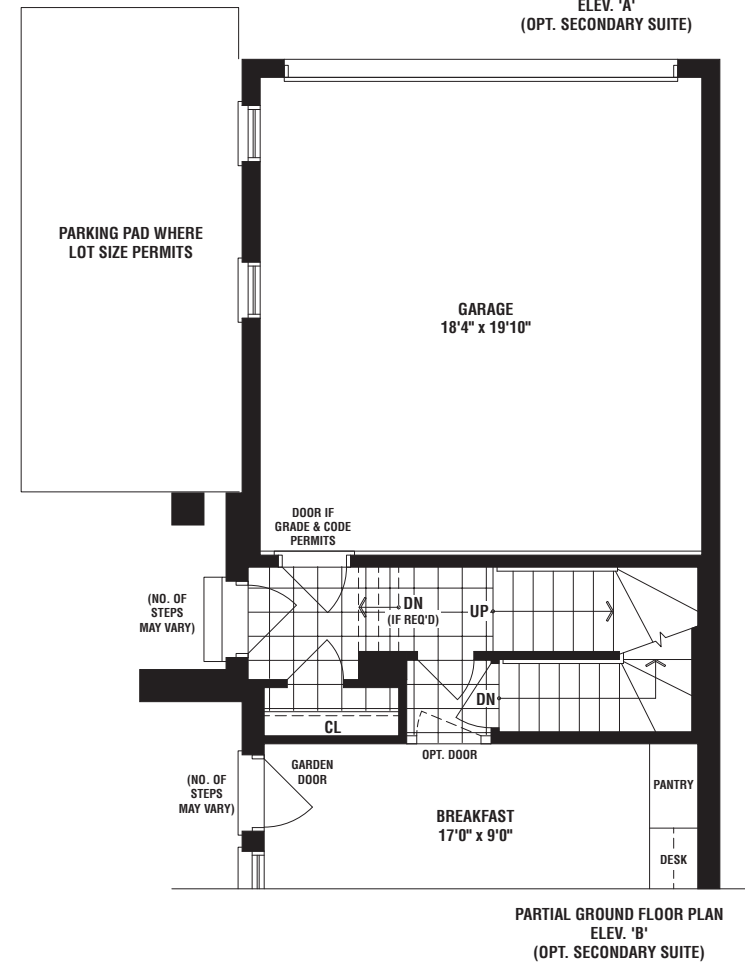 ELEV. 'A'
(OPT. SECONDARY SUITE)
PARKING PAD WHERE
LOT SIZE PERMITS
GARAGE
18'4" x 19'10"
DOOR IF
GRADE & CODE
PERMITS
(NO. OF
STEPS
MAY VARY)
DN
(IF REQ'D)
UP
DN
CL
OPT. DOOR
(NO. OF
STEPS
MAY VARY)
GARDEN
DOOR
PANTRY
BREAKFAST
17'0" x 9'0"
DESK
PARTIAL GROUND FLOOR PLAN
ELEV. 'B'
(OPT. SECONDARY SUITE)